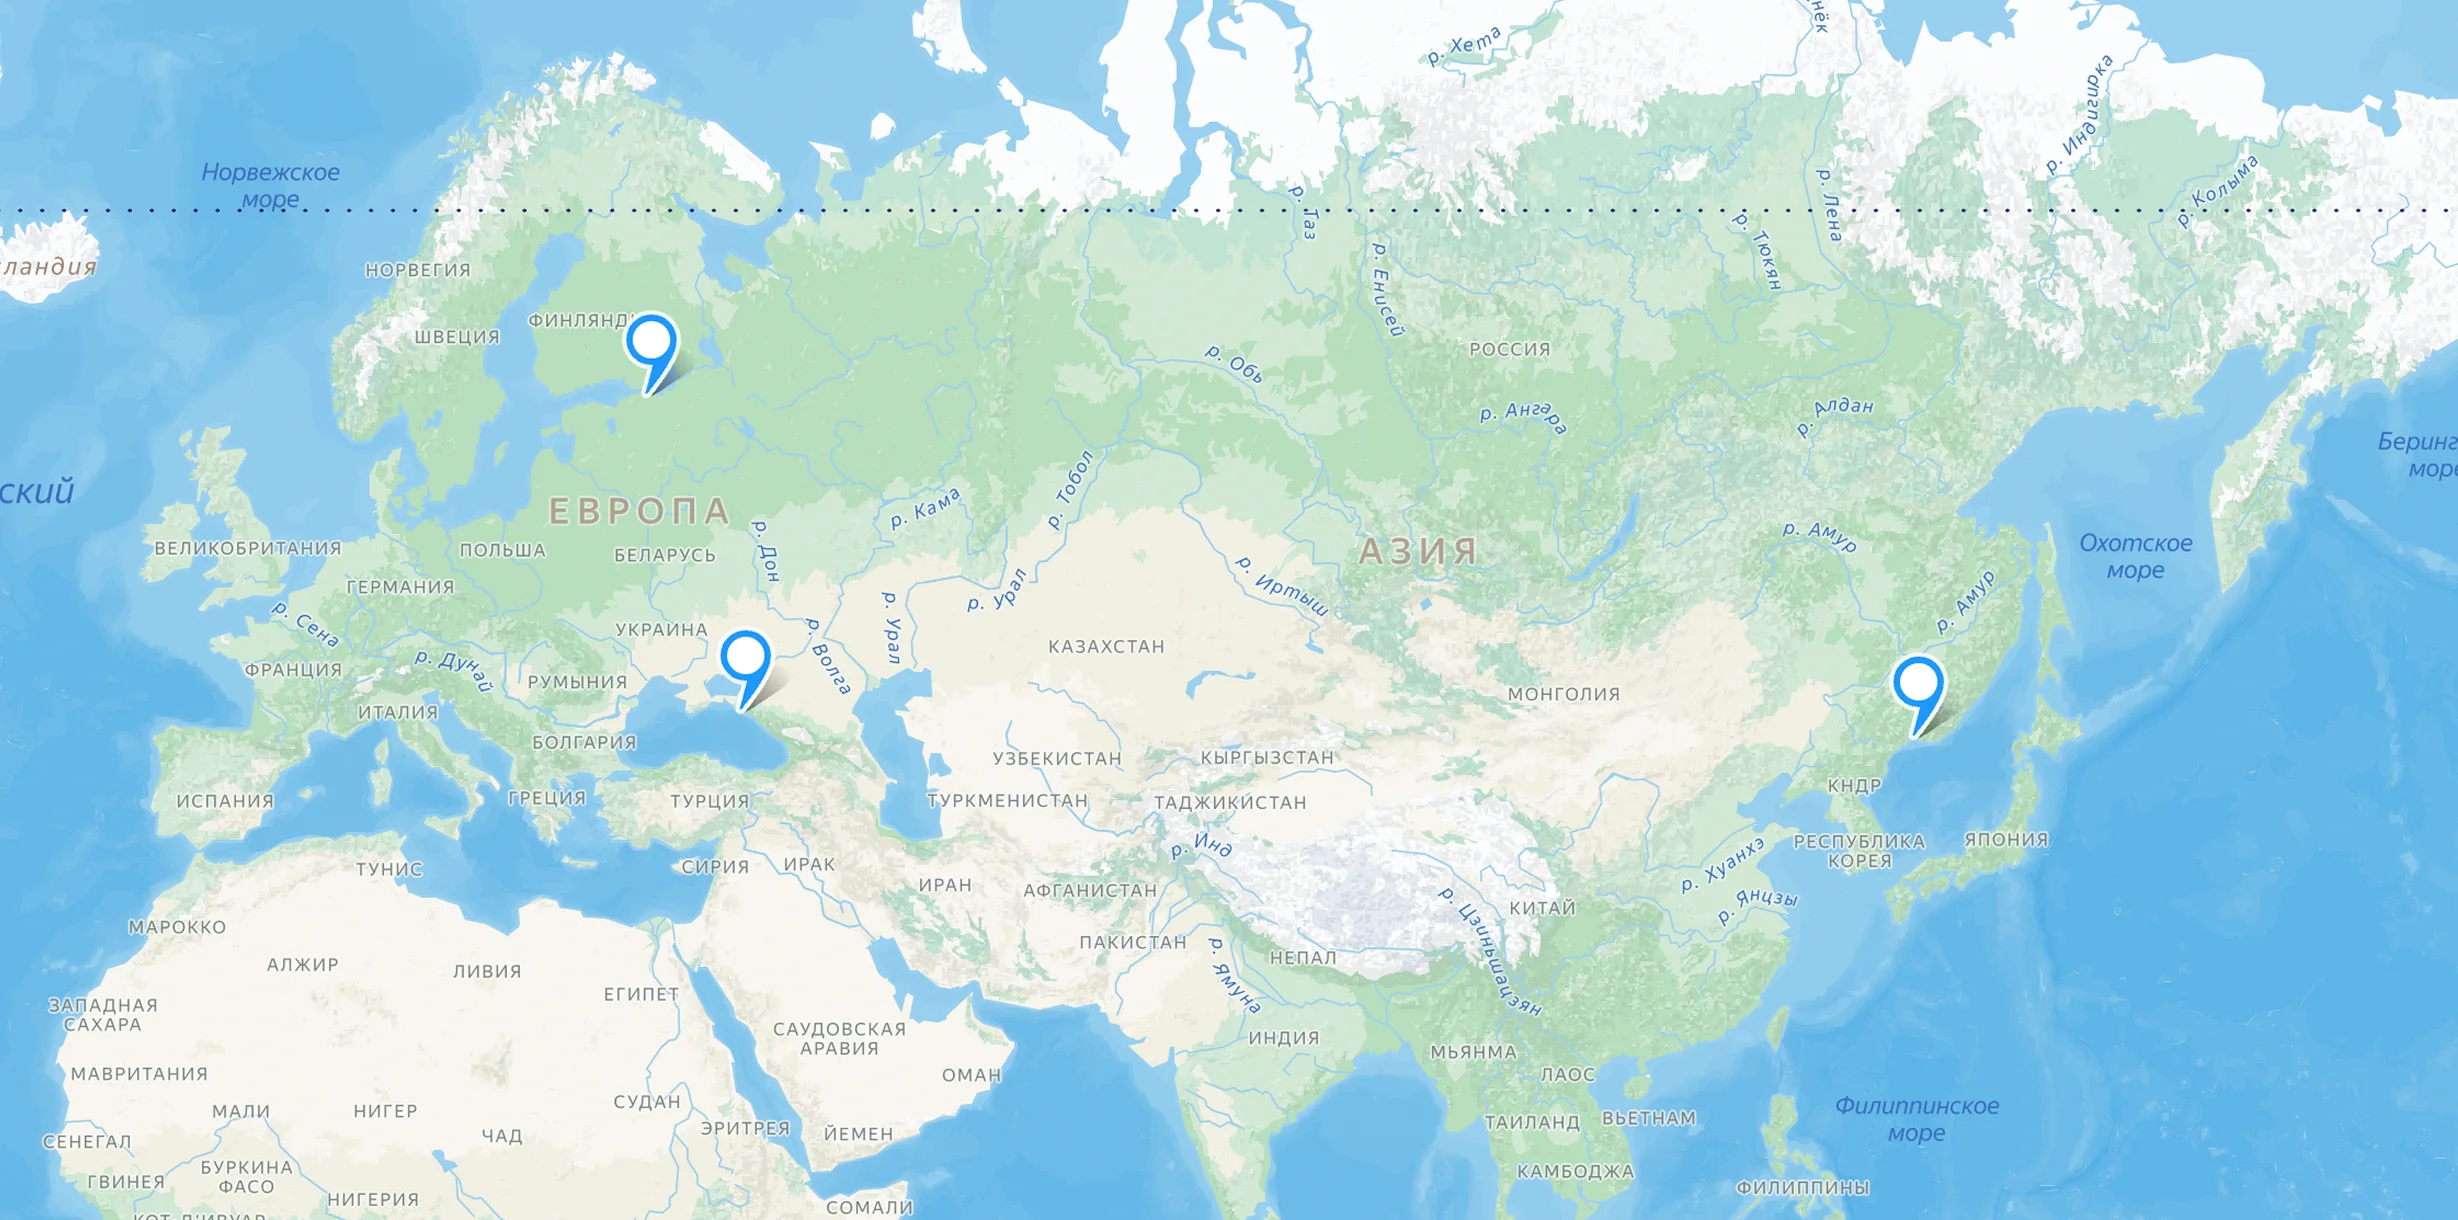 р. Хета
нёк
р. Индигирка
Норвежское
море
р. Колыма
р. Таз
р. Лена
р. Тюкян
ландия
НОРВЕГИЯ
р. Енисей
ФИНЛЯНД
ШВЕЦИЯ
РОССИЯ
р. Обь
р. Ангара
р. Алдан
Беринг
море
ский
ЕВРОПА
р. Тобол
р. Кама
р. Дон
р. Амур
АЗИЯ
Охотское
море
ВЕЛИКОБРИТАНИЯ
ПОЛЬША
БЕЛАРУСЬ
ГЕРМАНИЯ
р. Урал
р. Иртыш
р. Амур
р. Сена
УКРАИНА
р. Урал
р. Волга
КАЗАХСТАН
ФРАНЦИЯ
р. Дунай
РУМЫНИЯ
МОНГОЛИЯ
ИТАЛИЯ
БОЛГАРИЯ
УЗБЕКИСТАН
КЫРГЫЗСТАН
КНДР
ИСПАНИЯ
ГРЕЦИЯ
ТУРЦИЯ
ТУРКМЕНИСТАН
ТАДЖИКИСТАН
р. Инд
РЕСПУБЛИКА
КОРЕЯ
ЯПОНИЯ
ТУНИС
СИРИЯ
ИРАК
ИРАН
АФГАНИСТАН
р. Хуанхэ
р. Янцзы
р. Цзиньшацзян
КИТАЙ
МАРОККО
ПАКИСТАН
НЕПАЛ
р. Ямуна
АЛЖИР
ЛИВИЯ
ЕГИПЕТ
ЗАПАДНАЯ
САХАРА
САУДОВСКАЯ
АРАВИЯ
ИНДИЯ
МЬЯНМА
МАВРИТАНИЯ
ОМАН
ЛАОС
МАЛИ
НИГЕР
СУДАН
Филиппинское
море
ТАИЛАНД
ВЬЕТНАМ
СЕНЕГАЛ
ЧАД
ЭРИТРЕЯ
ЙЕМЕН
БУРКИНА
ФАСО
КАМБОДЖА
ГВИНЕЯ
НИГЕРИЯ
СОМАЛИ
ФИЛИППИНЫ
КОТ-Д'ИВУАР